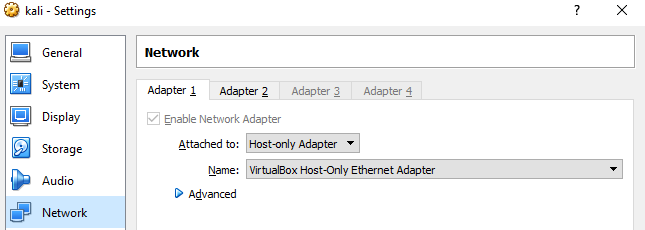 kali - Settings
?
General
System
Display
Storage
Audio
Network
Network
Adapter 1
Adapter 2
Adapter 3
Adapter 4
Enable Network Adapter
Attached to: Host-only Adapter
Name: VirtualBox Host-Only Ethernet Adapter
Advanced